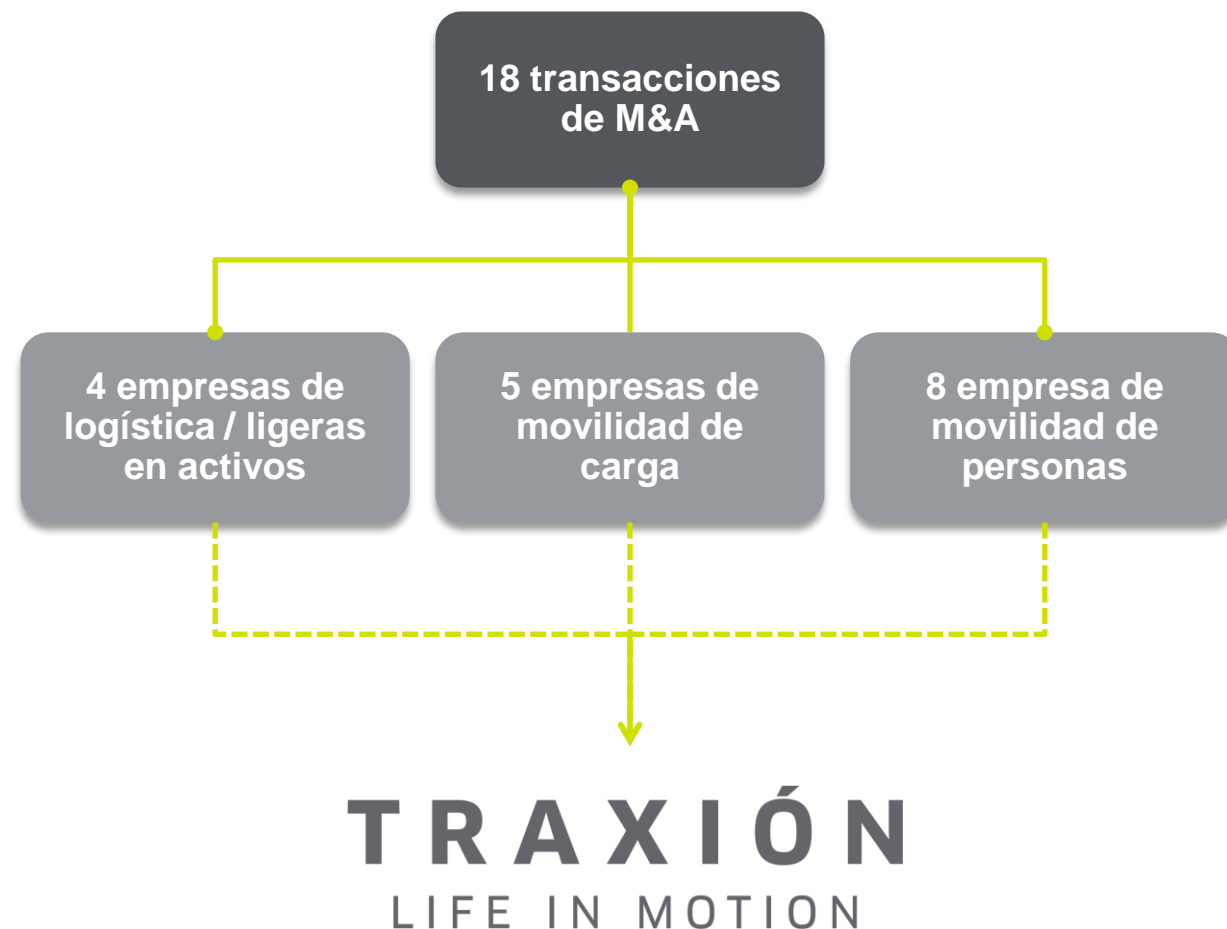 18 transacciones
de M&A
4 empresas de
logística / ligeras
en activos
5 empresas de
movilidad de
carga
8 empresa de
movilidad de
personas
TRAXIÓN
LIFE IN MOTION